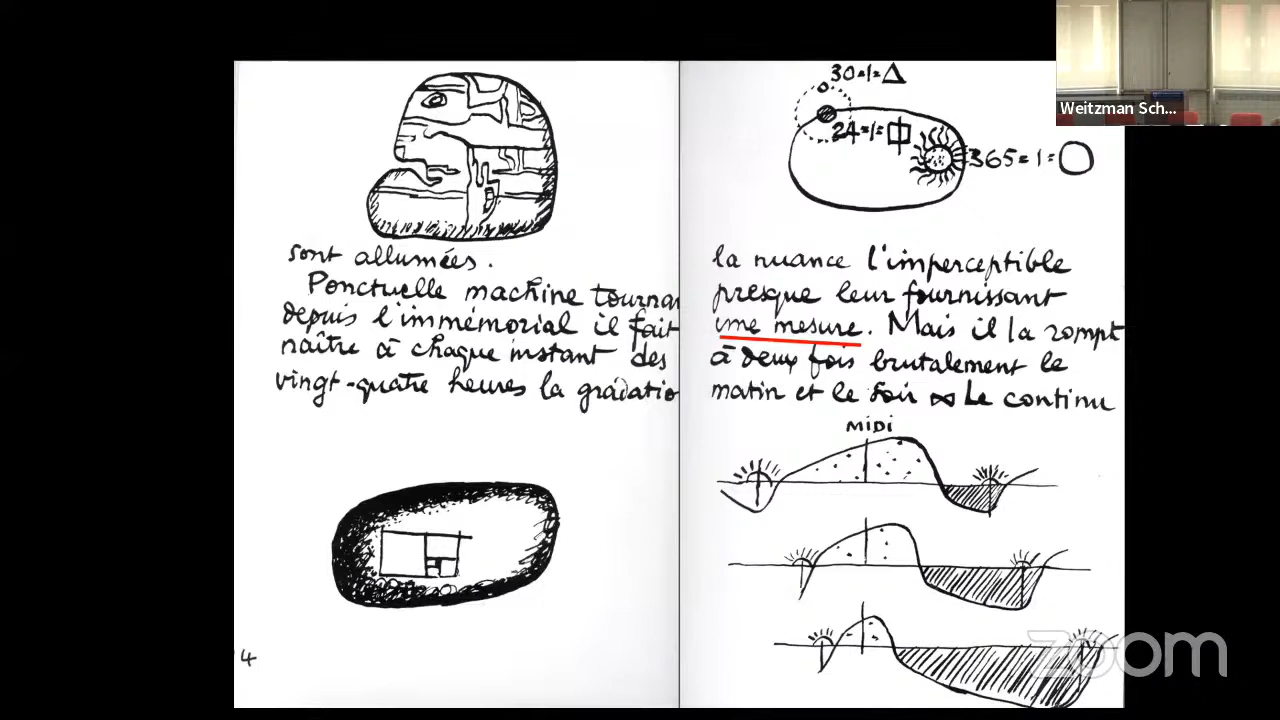 sont allumées.
Ponctuelle machine tournan
depuis l'immémorial il fait
naître à chaque instant des
vingt-quatre heures la gradatio
4
30=1=△
24=1=
365=1=○
la nuance l'imperceptible
presque leur fournissant
une mesure. Mais il la rompt
à deux fois brutalement le
matin et le soir ∞ Le continu
MIDI
Weitzman Sch...
zoom